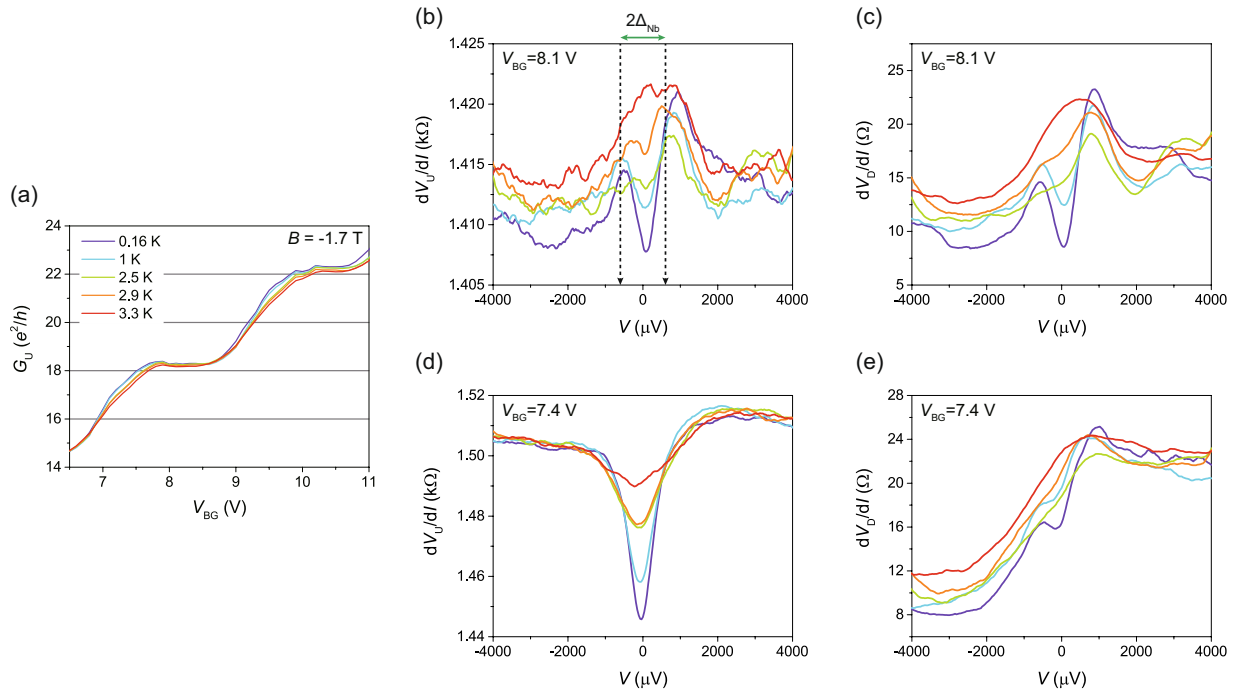 (a)
24
22
20
18
16
14
G_U (e²/h)
B = -1.7 T
0.16 K
1 K
2.5 K
2.9 K
3.3 K
7 8 9 10 11
V_BG (V)
(b)
2Δ_Nb
V_BG=8.1 V
1.425
1.420
1.415
1.410
1.405
dV_U/dI (kΩ)
-4000 -2000 0 2000 4000
V (μV)
(c)
V_BG=8.1 V
25
20
15
10
5
dV_D/dI (Ω)
-4000 -2000 0 2000 4000
V (μV)
(d)
V_BG=7.4 V
1.52
1.50
1.48
1.46
1.44
dV_U/dI (kΩ)
-4000 -2000 0 2000 4000
V (μV)
(e)
V_BG=7.4 V
28
24
20
16
12
8
dV_D/dI (Ω)
-4000 -2000 0 2000 4000
V (μV)